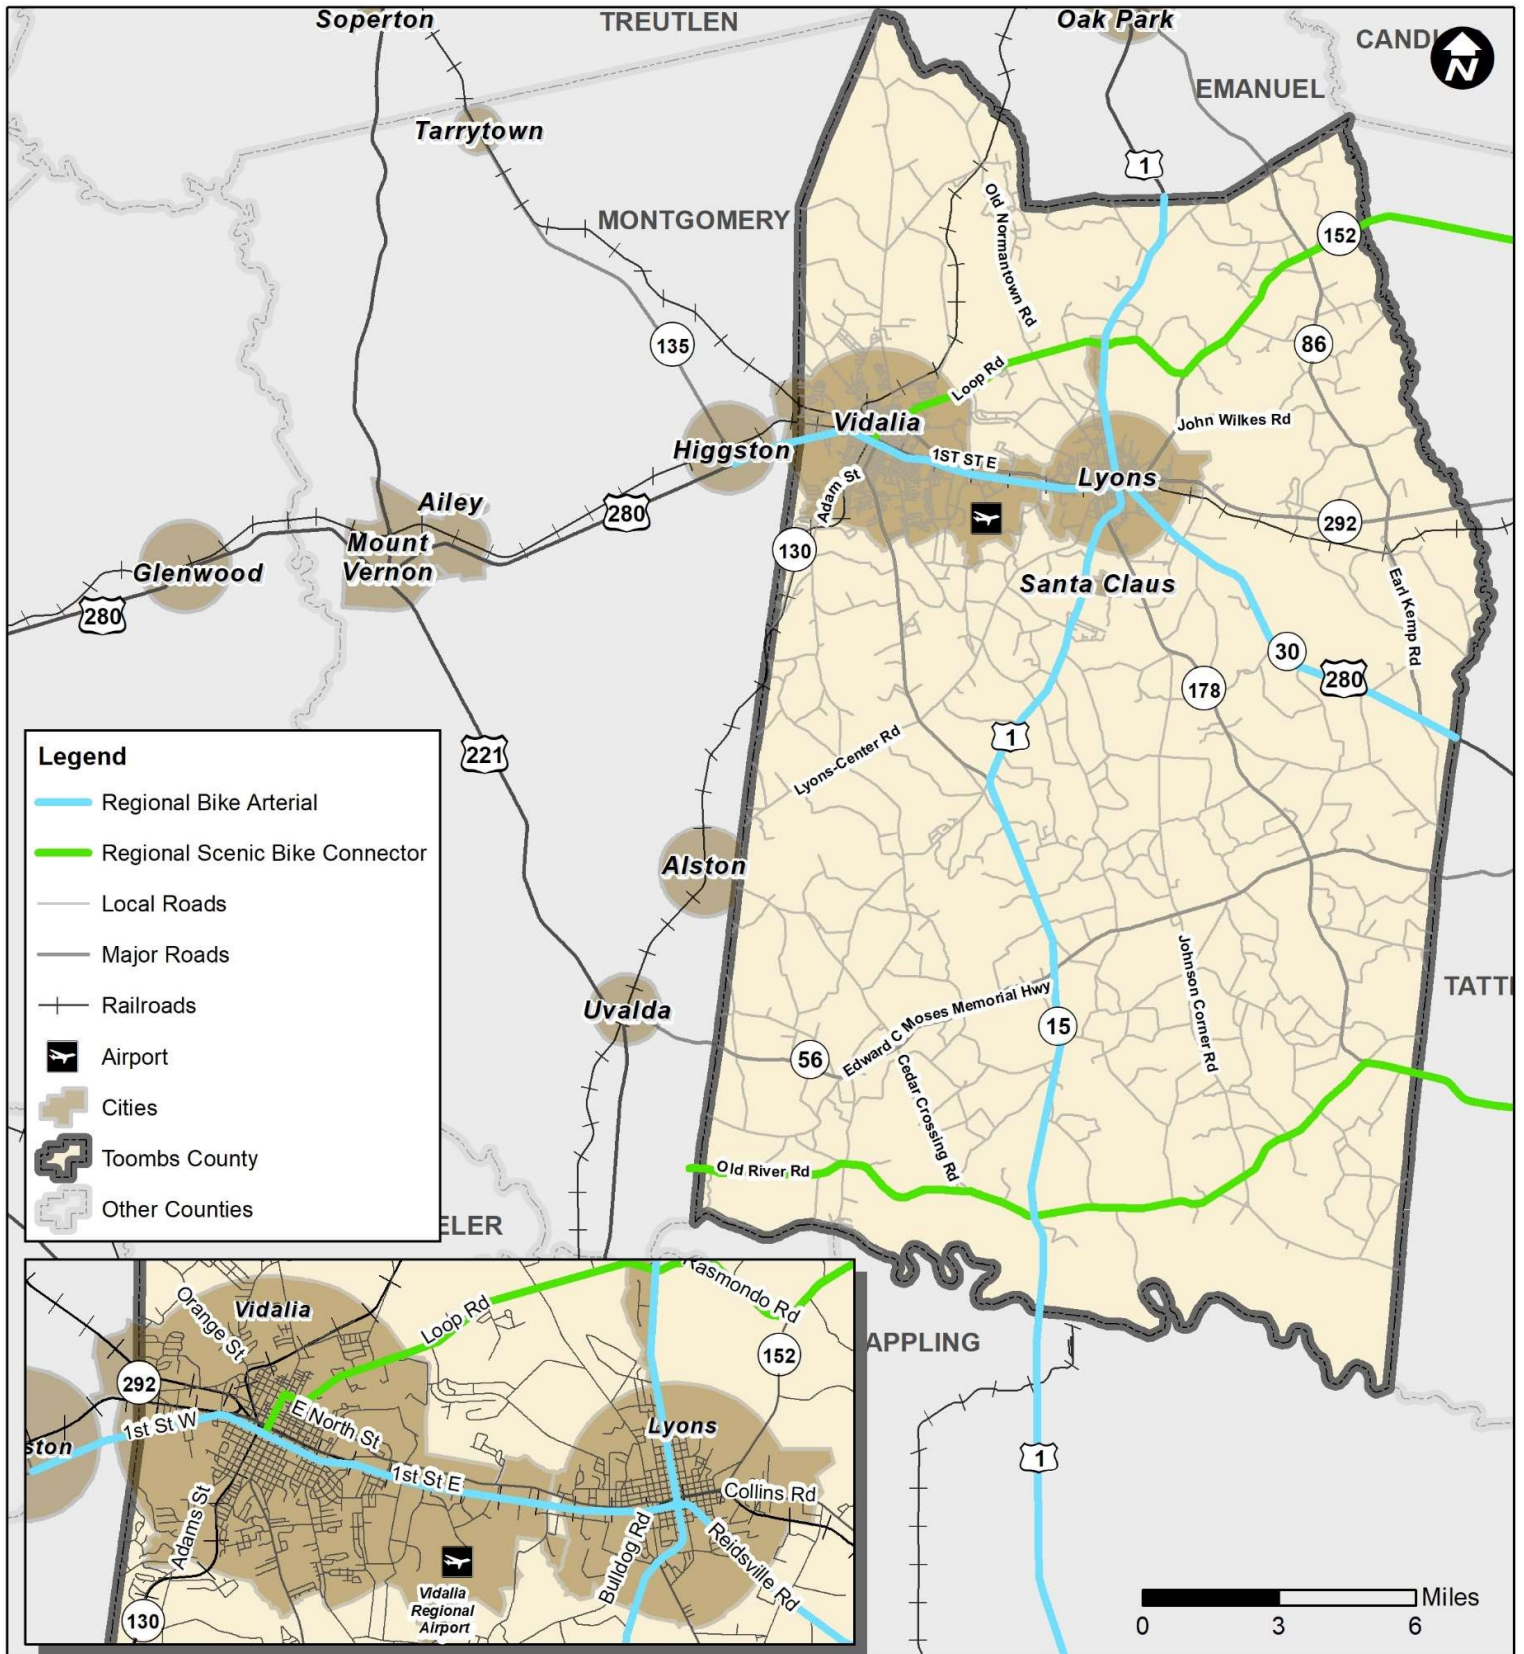 Soperton
TREUTLEN
Oak Park
CANDL
N
EMANUEL
Tarrytown
1
MONTGOMERY
Old Normantown Rd
152
135
86
Loop Rd
Vidalia
John Wilkes Rd
Higgston
1ST ST E
Lyons
Adam St
Ailey
280
292
Mount
Vernon
130
Glenwood
Santa Claus
Earl Kemp Rd
280
30
280
178
1
221
Lyons-Center Rd
Legend
Regional Bike Arterial
Regional Scenic Bike Connector
Local Roads
Major Roads
Railroads
Airport
Cities
Toombs County
Other Counties
Alston
Johnson Corner Rd
TATT
Edward C Moses Memorial Hwy
Uvalda
15
56
Cedar Crossing Rd
Old River Rd
ELER
APPLING
1
Orange St
Vidalia
Loop Rd
Rasmondo Rd
152
292
E North St
1st St W
Lyons
ston
1st St E
Collins Rd
Adams St
Bulldog Rd
Reidsville Rd
Vidalia
Regional
Airport
130
Miles
0 3 6